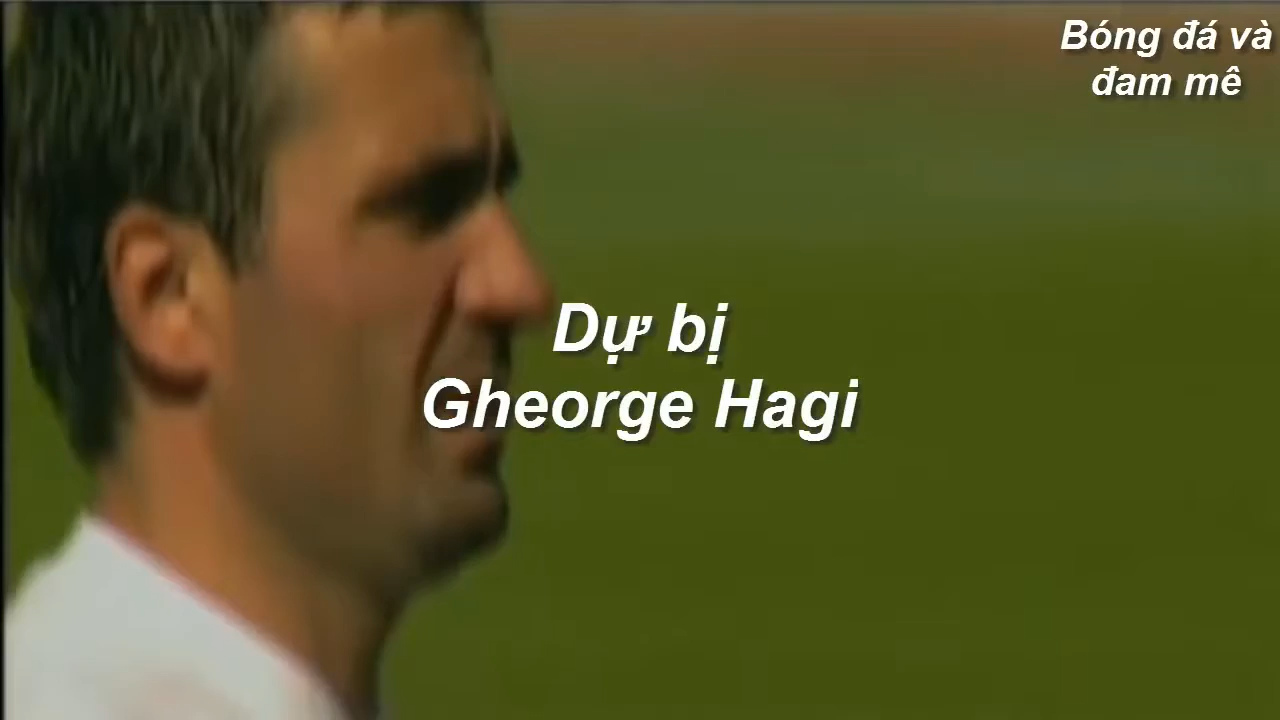 Bóng đá và
đam mê
Dự bị
Gheorge Hagi